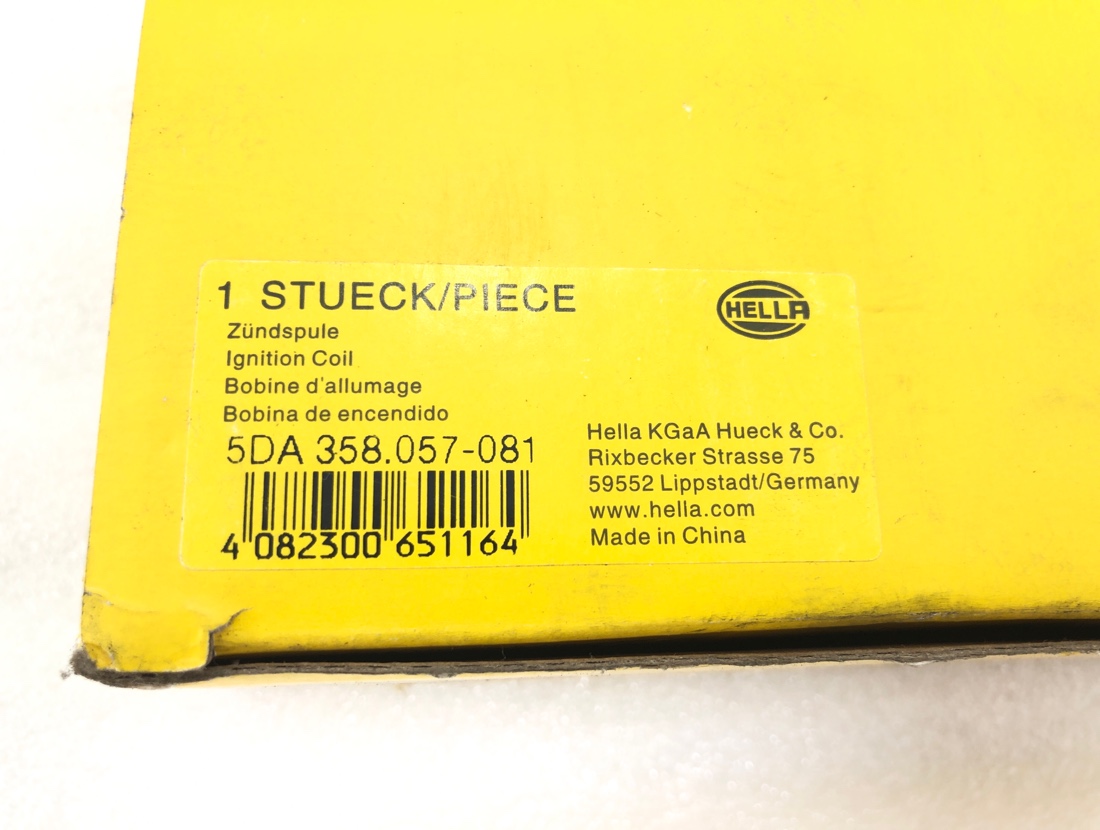 1 STUECK/PIECE
HELLA
Zündspule
Ignition Coil
Bobine d'allumage
Bobina de encendido
5DA 358.057-081
4 082300 651164
Hella KGaA Hueck & Co.
Rixbecker Strasse 75
59552 Lippstadt/Germany
www.hella.com
Made in China